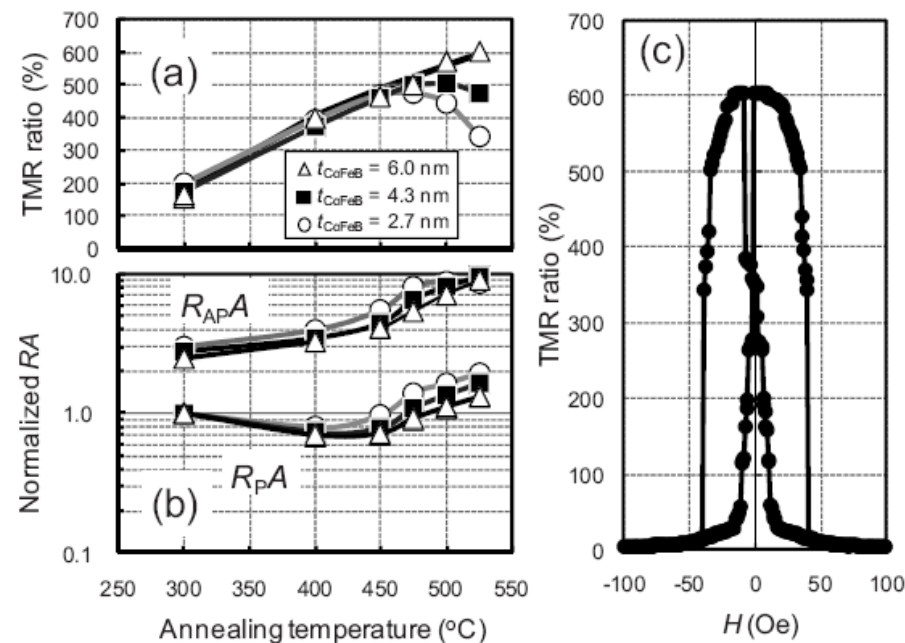 700
600
500
400
300
200
100
0
TMR ratio (%)
(a)
tCoFeB = 6.0 nm
tCoFeB = 4.3 nm
tCoFeB = 2.7 nm
10.0
1.0
0.1
Normalized RA
RAPA
RPA
(b)
250 300 350 400 450 500 550
Annealing temperature (°C)
700
600
500
400
300
200
100
0
TMR ratio (%)
(c)
-100 -50 0 50 100
H (Oe)